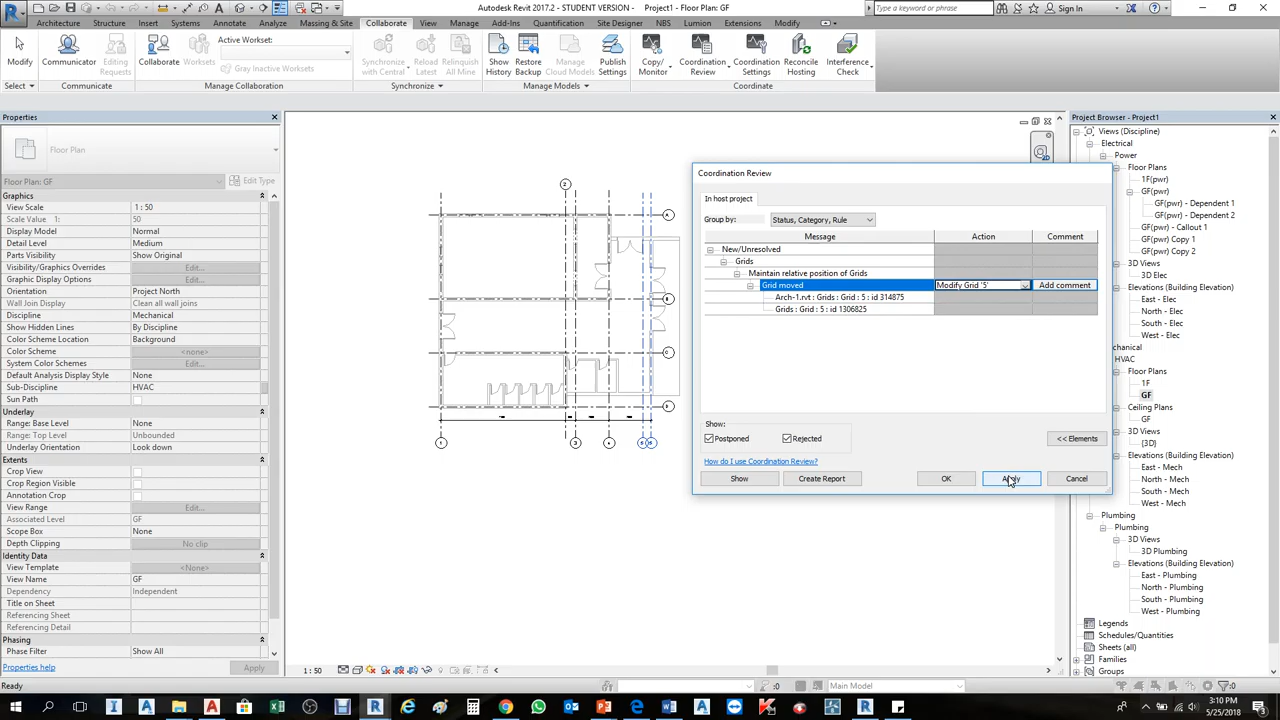 Autodesk Revit 2017.2 - STUDENT VERSION - Project1 - Floor Plan: GF
Type a keyword or phrase
Sign In
Architecture Structure Insert Systems Annotate Analyze Massing & Site Collaborate View Manage Add-Ins Quantification Site Designer NBS Lumion Extensions Modify
Modify
Communicator
Editing Requests
Collaborate
Worksets
Active Workset:
Gray Inactive Worksets
Synchronize with Central
Reload Latest
Relinquish All Mine
Show History
Restore Backup
Manage Cloud Models
Publish Settings
Copy/ Monitor
Coordination Review
Coordination Settings
Reconcile Hosting
Interference Check
Select Communicate Manage Collaboration Synchronize Manage Models Coordinate
Properties
Floor Plan
Floor Plan: GF Edit Type
Graphics
View Scale 1 : 50
Scale Value 1: 50
Display Model Normal
Detail Level Medium
Parts Visibility Show Original
Visibility/Graphics Overrides Edit...
Graphic Display Options Edit...
Orientation Project North
Wall Join Display Clean all wall joins
Discipline Mechanical
Show Hidden Lines By Discipline
Color Scheme Location Background
Color Scheme <none>
System Color Schemes Edit...
Default Analysis Display Style None
Sub-Discipline HVAC
Sun Path
Underlay
Range: Base Level None
Range: Top Level Unbounded
Underlay Orientation Look down
Extents
Crop View
Crop Region Visible
Annotation Crop
View Range Edit...
Associated Level GF
Scope Box None
Depth Clipping No clip
Identity Data
View Template <None>
View Name GF
Dependency Independent
Title on Sheet
Referencing Sheet
Referencing Detail
Phasing
Phase Filter Show All
Properties help Apply
Ready
2
A
B
C
1 3
2D
1 : 50
Coordination Review
In host project
Group by: Status, Category, Rule
Message Action Comment
New/Unresolved
Grids
Maintain relative position of Grids
Grid moved Modify Grid '5' Add comment
Arch-1.rvt : Grids : Grid : 5 : id 314875
Grids : Grid : 5 : id 1306825
Show:
Postponed Rejected
<< Elements
How do I use Coordination Review?
Show Create Report OK Apply Cancel
Project Browser - Project1
Views (Discipline)
Electrical
Power
Floor Plans
1F(pwr)
GF(pwr)
GF(pwr) - Dependent 1
GF(pwr) - Dependent 2
GF(pwr) - Callout 1
GF(pwr) Copy 1
GF(pwr) Copy 2
3D Views
3D Elec
Elevations (Building Elevation)
East - Elec
North - Elec
South - Elec
West - Elec
Mechanical
HVAC
Floor Plans
1F
GF
Ceiling Plans
GF
3D Views
{3D}
Elevations (Building Elevation)
East - Mech
North - Mech
South - Mech
West - Mech
Plumbing
Plumbing
3D Views
3D Plumbing
Elevations (Building Elevation)
East - Plumbing
North - Plumbing
South - Plumbing
West - Plumbing
Legends
Schedules/Quantities
Sheets (all)
Families
Groups
:0 Main Model :0
3:10 PM
5/25/2018